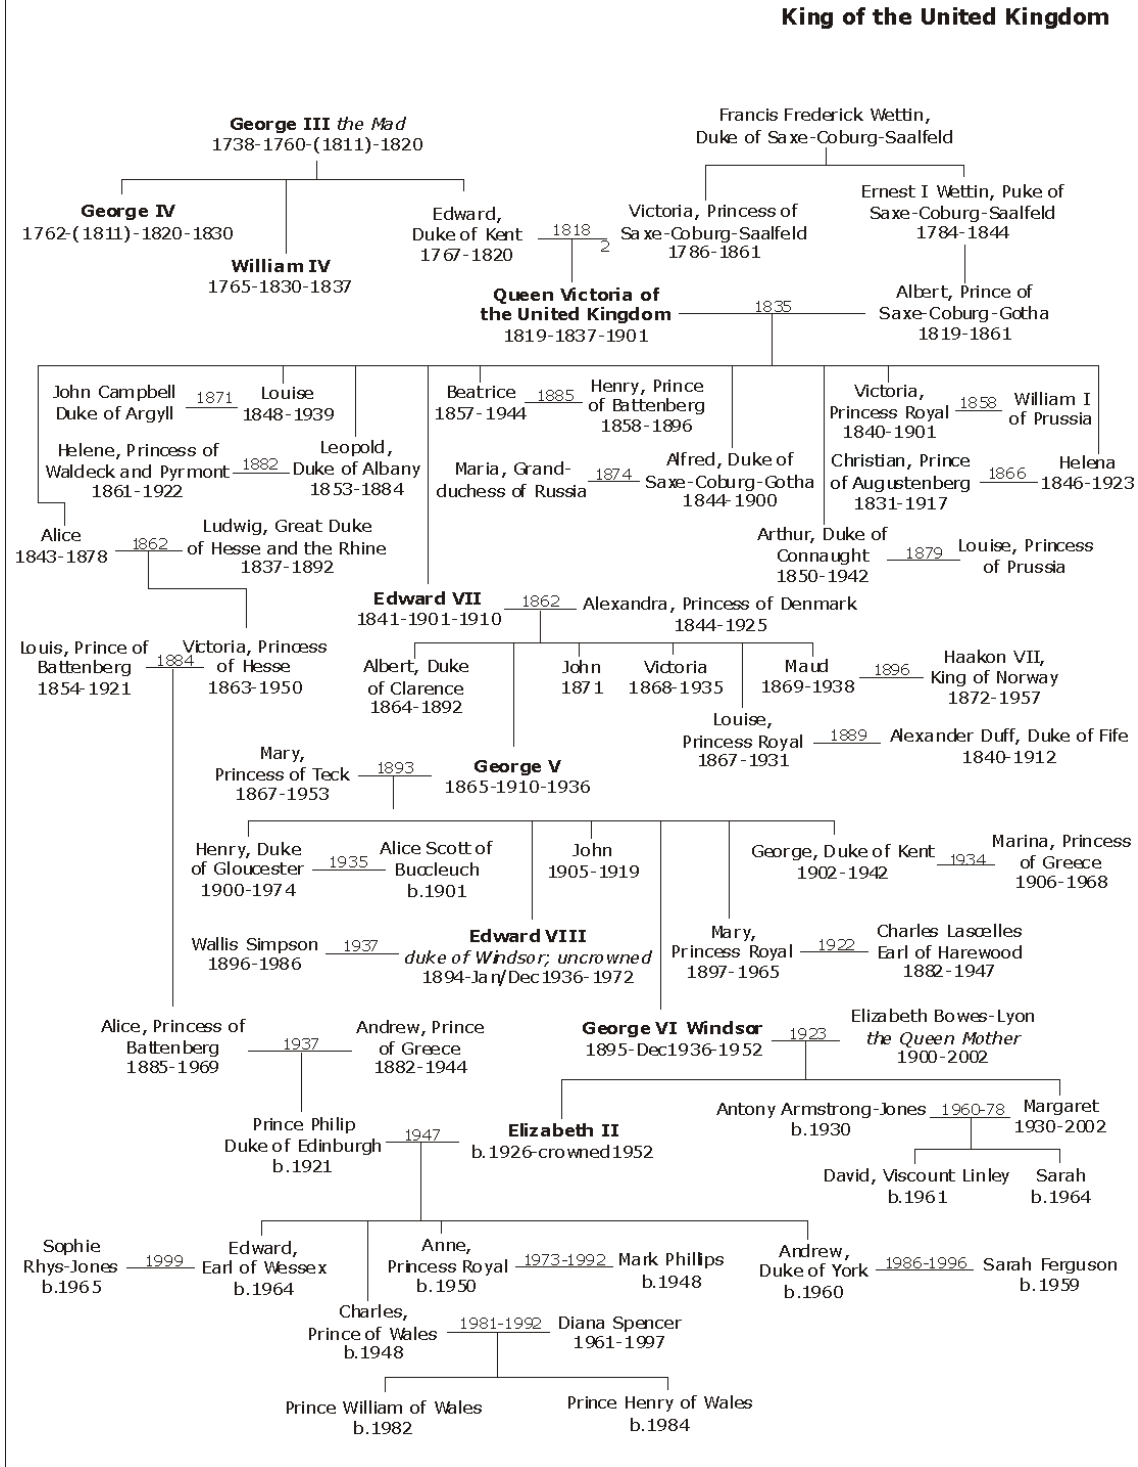 King of the United Kingdom
George III the Mad
1738-1760-(1811)-1820
Francis Frederick Wettin,
Duke of Saxe-Coburg-Saalfeld
George IV
1762-(1811)-1820-1830
William IV
1765-1830-1837
Edward,
Duke of Kent
1767-1820
1818
2
Victoria, Princess of
Saxe-Coburg-Saalfeld
1786-1861
Ernest I Wettin, Puke of
Saxe-Coburg-Saalfeld
1784-1844
Queen Victoria of
the United Kingdom
1819-1837-1901
1835
Albert, Prince of
Saxe-Coburg-Gotha
1819-1861
John Campbell
Duke of Argyll
1871
Louise
1848-1939
Beatrice
1857-1944
1885
Henry, Prince
of Battenberg
1858-1896
Victoria,
Princess Royal
1840-1901
1858
William I
of Prussia
Helene, Princess of
Waldeck and Pyrmont
1861-1922
1882
Leopold,
Duke of Albany
1853-1884
Maria, Grand-
duchess of Russia
1874
Alfred, Duke of
Saxe-Coburg-Gotha
1844-1900
Christian, Prince
of Augustenberg
1831-1917
1866
Helena
1846-1923
Alice
1843-1878
1862
Ludwig, Great Duke
of Hesse and the Rhine
1837-1892
Arthur, Duke of
Connaught
1850-1942
1879
Louise, Princess
of Prussia
Edward VII
1841-1901-1910
1862
Alexandra, Princess of Denmark
1844-1925
Louis, Prince of
Battenberg
1854-1921
1884
Victoria, Princess
of Hesse
1863-1950
Albert, Duke
of Clarence
1864-1892
John
1871
Victoria
1868-1935
Maud
1869-1938
1896
Haakon VII,
King of Norway
1872-1957
Louise,
Princess Royal
1867-1931
1889
Alexander Duff, Duke of Fife
1840-1912
Mary,
Princess of Teck
1867-1953
1893
George V
1865-1910-1936
Henry, Duke
of Gloucester
1900-1974
1935
Alice Scott of
Buccleuch
b.1901
John
1905-1919
George, Duke of Kent
1902-1942
1934
Marina, Princess
of Greece
1906-1968
Wallis Simpson
1896-1986
1937
Edward VIII
duke of Windsor; uncrowned
1894-Jan/Dec1936-1972
Mary,
Princess Royal
1897-1965
1922
Charles Lascelles
Earl of Harewood
1882-1947
Alice, Princess of
Battenberg
1885-1969
1937
Andrew, Prince
of Greece
1882-1944
George VI Windsor
1895-Dec1936-1952
1923
Elizabeth Bowes-Lyon
the Queen Mother
1900-2002
Prince Philip
Duke of Edinburgh
b.1921
1947
Elizabeth II
b.1926-crowned1952
Antony Armstrong-Jones
b.1930
1960-78
Margaret
1930-2002
David, Viscount Linley
b.1961
Sarah
b.1964
Sophie
Rhys-Jones
b.1965
1999
Edward,
Earl of Wessex
b.1964
Anne,
Princess Royal
b.1950
1973-1992
Mark Phillips
b.1948
Andrew,
Duke of York
b.1960
1986-1996
Sarah Ferguson
b.1959
Charles,
Prince of Wales
b.1948
1981-1992
Diana Spencer
1961-1997
Prince William of Wales
b.1982
Prince Henry of Wales
b.1984